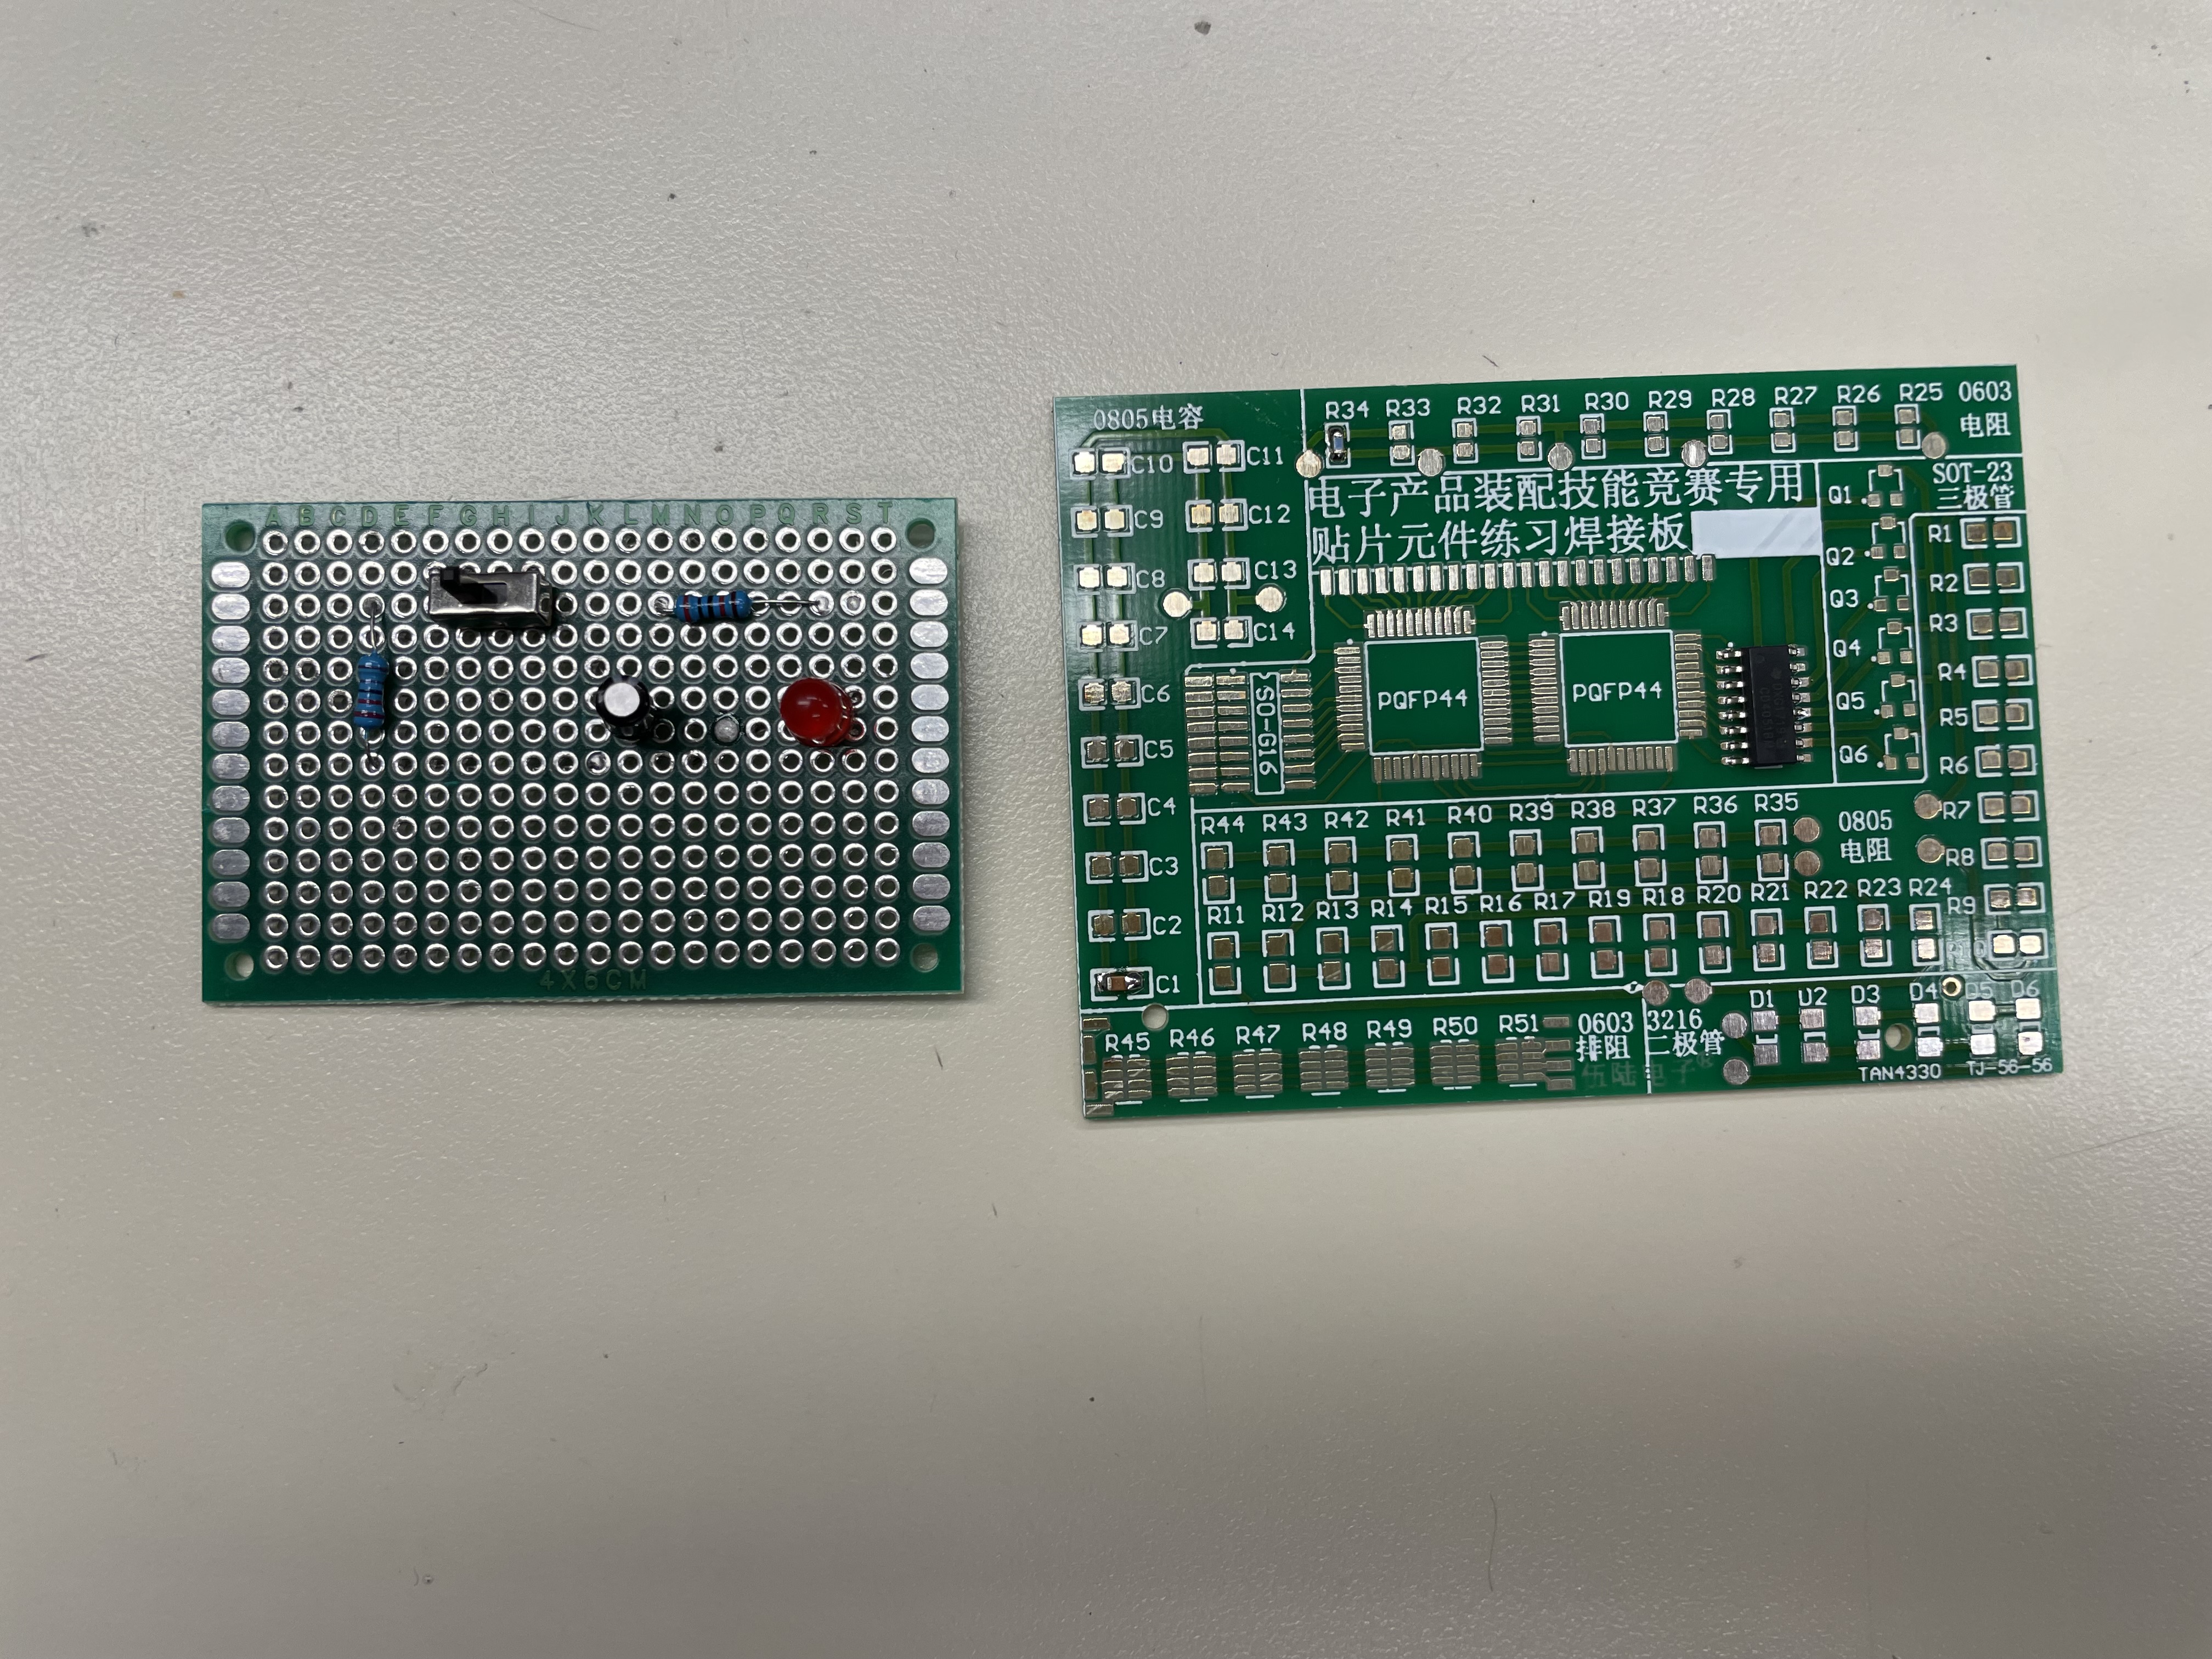 A B C D E F G H I J K L M N O P Q R S T
4X6CM
0805电容
C1 C2 C3 C4 C5 C6 C7 C8 C9 C10
C14 C13 C12 C11
R45 R46 R47 R48 R49 R50 R51
0603
排阻
3216
二极管
D1 D2 D3 D4 D5 D6
TAN4330
TJ-56-56
R11 R12 R13 R14 R15 R16 R17 R19 R18 R20 R21 R22 R23 R24
R44 R43 R42 R41 R40 R39 R38 R37 R36 R35
0805
电阻
SO-G16
PQFP44
PQFP44
电子产品装配技能竞赛专用
贴片元件练习焊接板
R34 R33 R32 R31 R30 R29 R28 R27 R26 R25
0603
电阻
Q6 Q5 Q4 Q3 Q2 Q1
SOT-23
三极管
R9 R8 R7 R6 R5 R4 R3 R2 R1